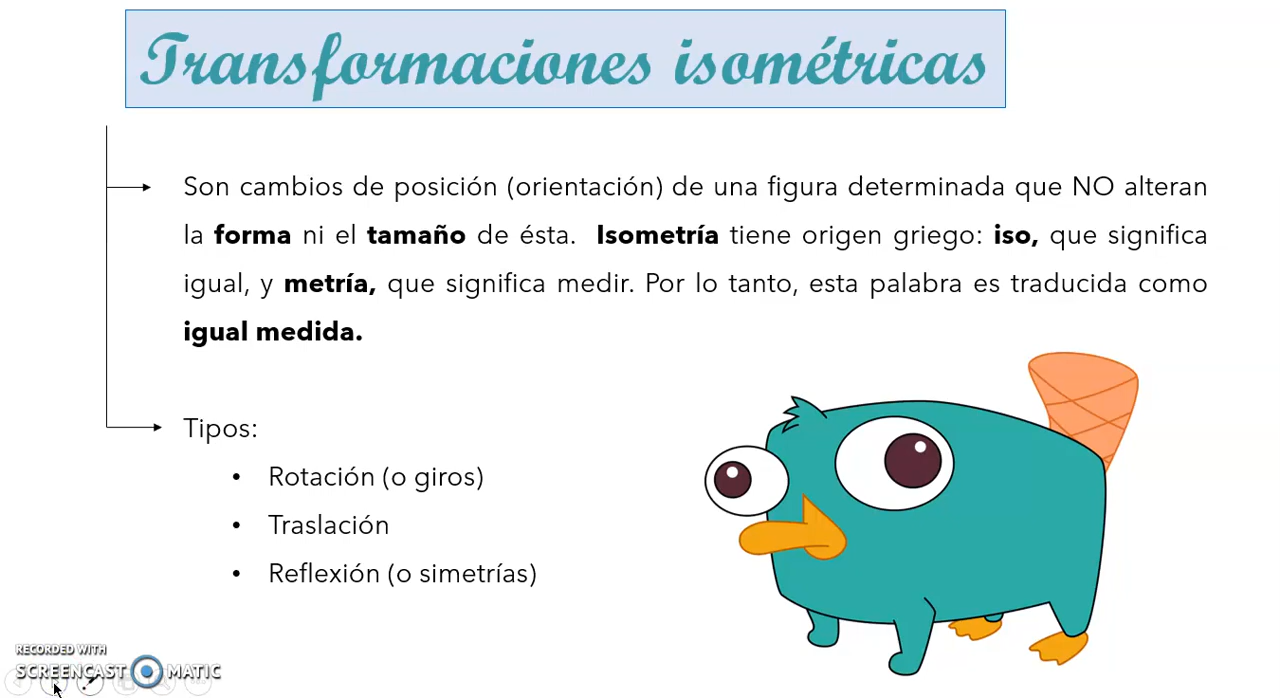 Transformaciones isométricas
Son cambios de posición (orientación) de una figura determinada que NO alteran
la forma ni el tamaño de ésta. Isometría tiene origen griego: iso, que significa
igual, y metría, que significa medir. Por lo tanto, esta palabra es traducida como
igual medida.
Tipos:
• Rotación (o giros)
• Traslación
• Reflexión (o simetrías)
RECORDED WITH
SCREENCAST MATIC